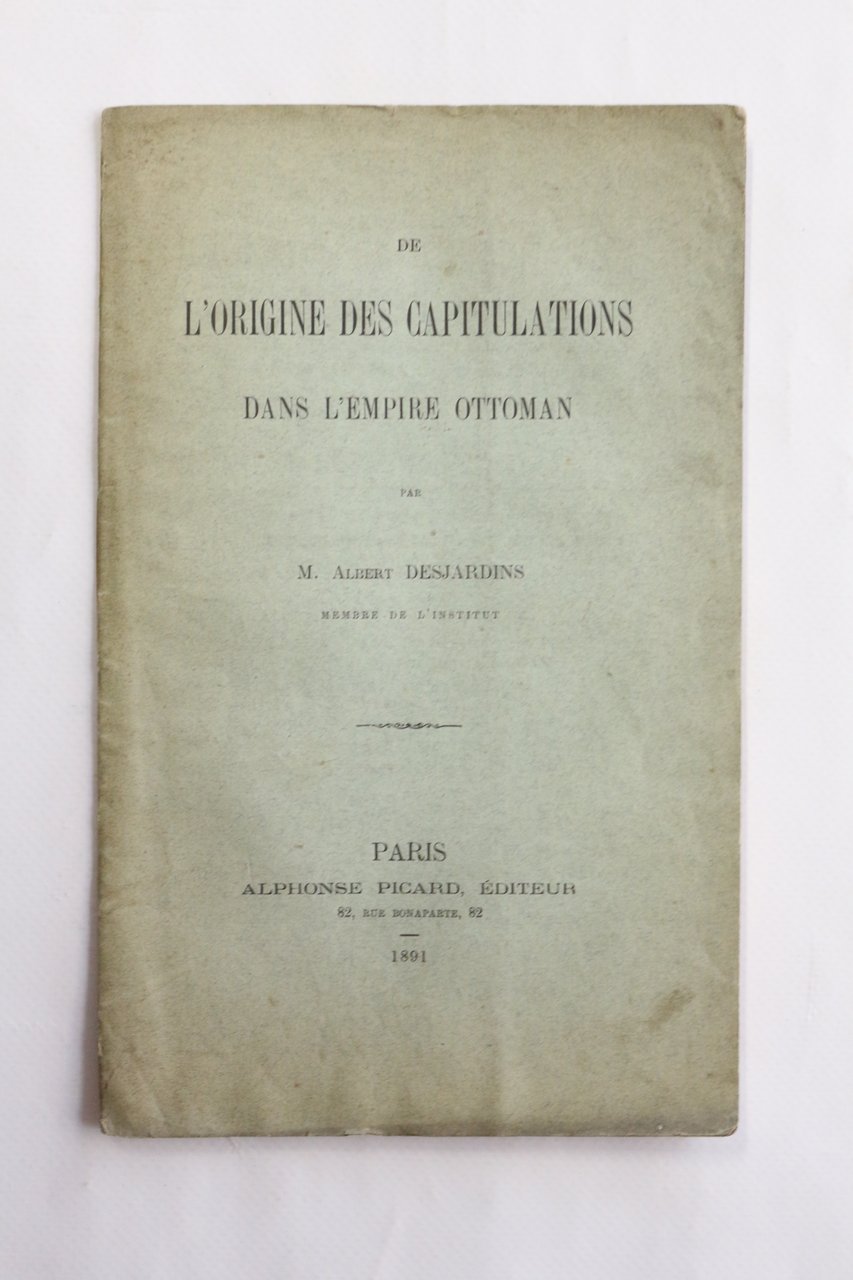 DE
L'ORIGINE DES CAPITULATIONS
DANS L'EMPIRE OTTOMAN
PAR
M. ALBERT DESJARDINS
MEMBRE DE L'INSTITUT
PARIS
ALPHONSE PICARD, ÉDITEUR
82, RUE BONAPARTE, 82
1891